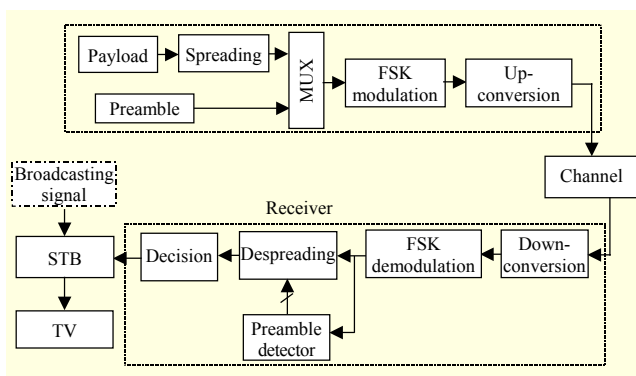 Payload
Spreading
Preamble
MUX
FSK
modulation
Up-
conversion
Channel
Broadcasting
signal
Receiver
STB
TV
Decision
Despreading
FSK
demodulation
Down-
conversion
Preamble
detector